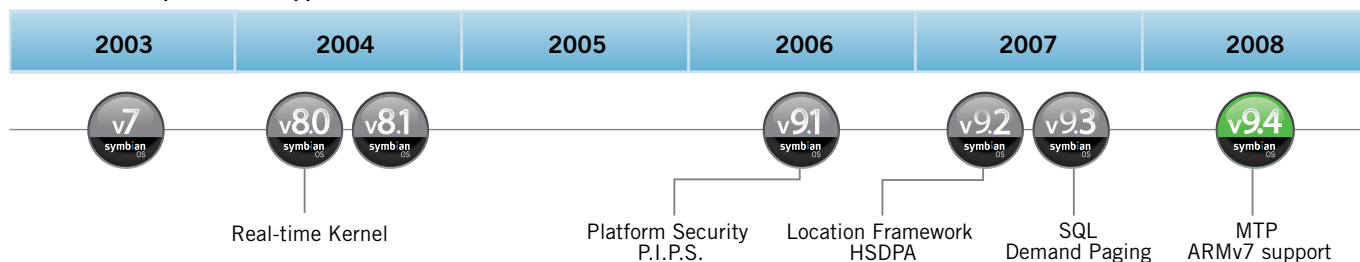 2003 2004 2005 2006 2007 2008
v7 v8.0 v8.1 v9.1 v9.2 v9.3 v9.4
symbian OS symbian OS symbian OS symbian OS symbian OS symbian OS symbian OS
Real-time Kernel Platform Security Location Framework SQL MTP
P.I.P.S. HSDPA Demand Paging ARMv7 support